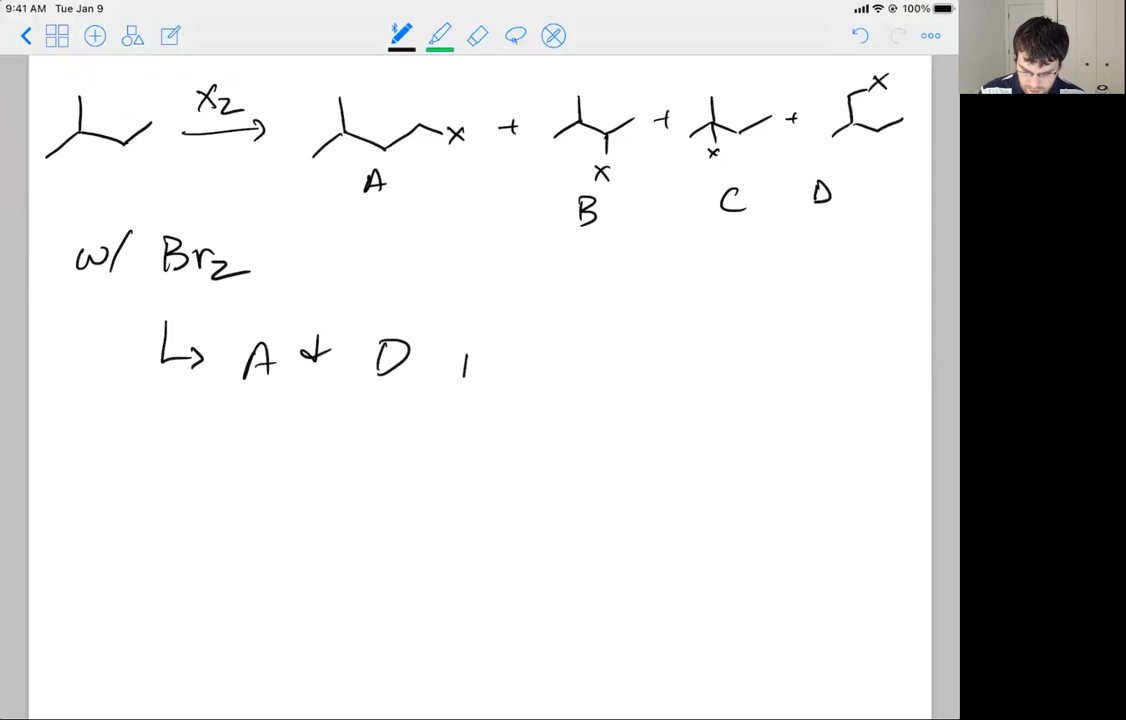 9:41 AM Tue Jan 9 100%
X2
X + X + X + X
A B C D
w/ Br2
↳ A + D